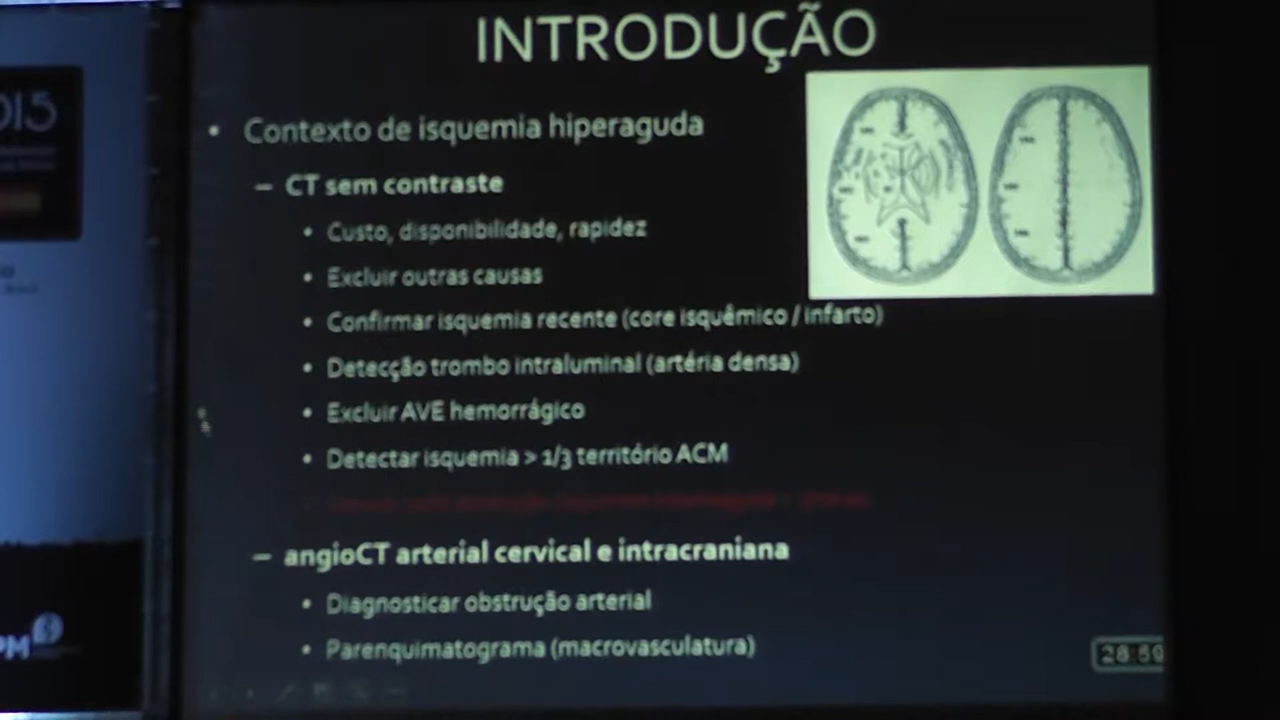 INTRODUÇÃO
• Contexto de isquemia hiperaguda
– CT sem contraste
• Custo, disponibilidade, rapidez
• Excluir outras causas
• Confirmar isquemia recente (core isquêmico / infarto)
• Detecção trombo intraluminal (artéria densa)
• Excluir AVE hemorrágico
• Detectar isquemia > 1/3 território ACM
– angioCT arterial cervical e intracraniana
• Diagnosticar obstrução arterial
• Parenquimatograma (macrovasculatura)
28:59